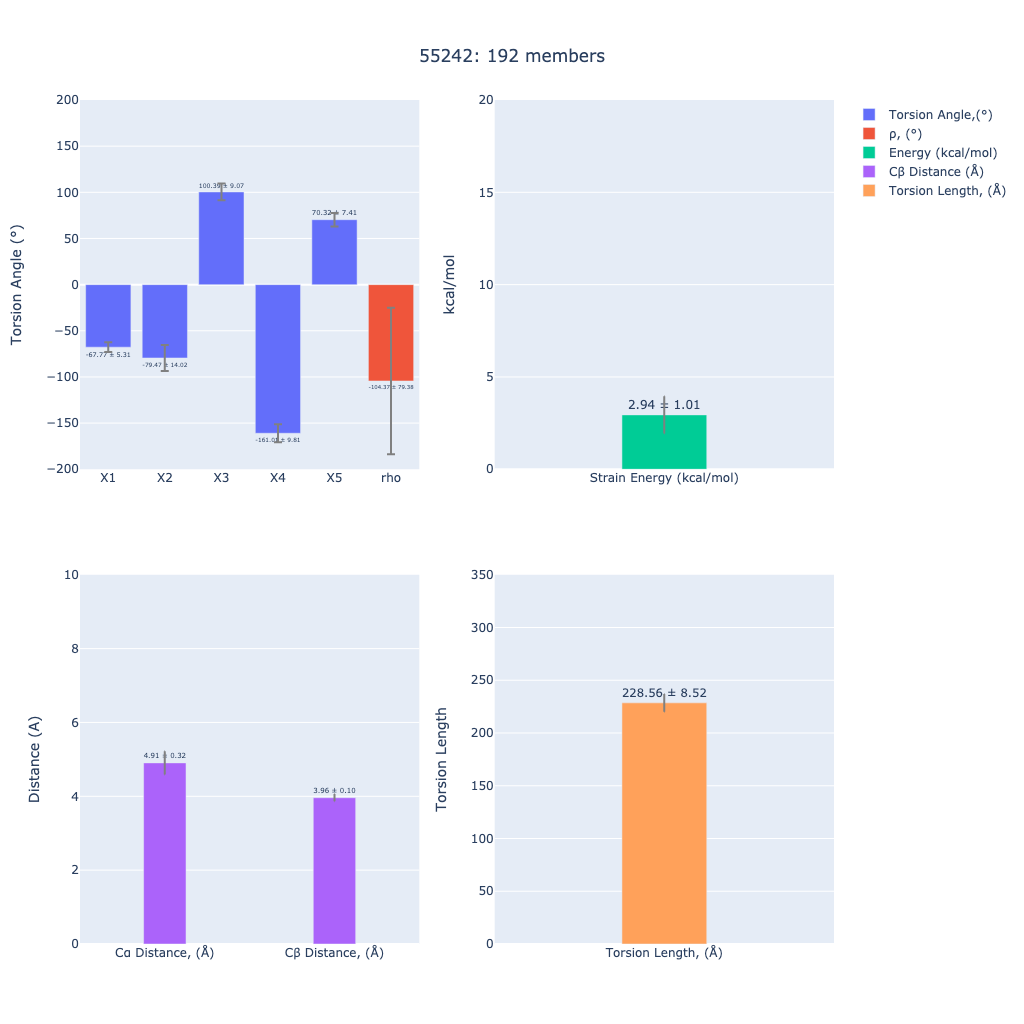 55242: 192 members
Torsion Angle (°)
200
150
100
50
0
−50
−100
−150
−200
-67.77 ± 5.31
-79.47 ± 14.02
100.39 ± 9.07
± 9.81
70.32 ± 7.41
-104.37 ± 79.38
X1 X2 X3 X4 X5 rho
kcal/mol
20
15
10
5
0
2.94 ± 1.01
Strain Energy (kcal/mol)
Torsion Angle,(°)
ρ, (°)
Energy (kcal/mol)
Cβ Distance (Å)
Torsion Length, (Å)
Distance (A)
10
8
6
4
2
0
4.91 ± 0.32
3.96 ± 0.10
Cα Distance, (Å) Cβ Distance, (Å)
Torsion Length
350
300
250
200
150
100
50
0
228.56 ± 8.52
Torsion Length, (Å)